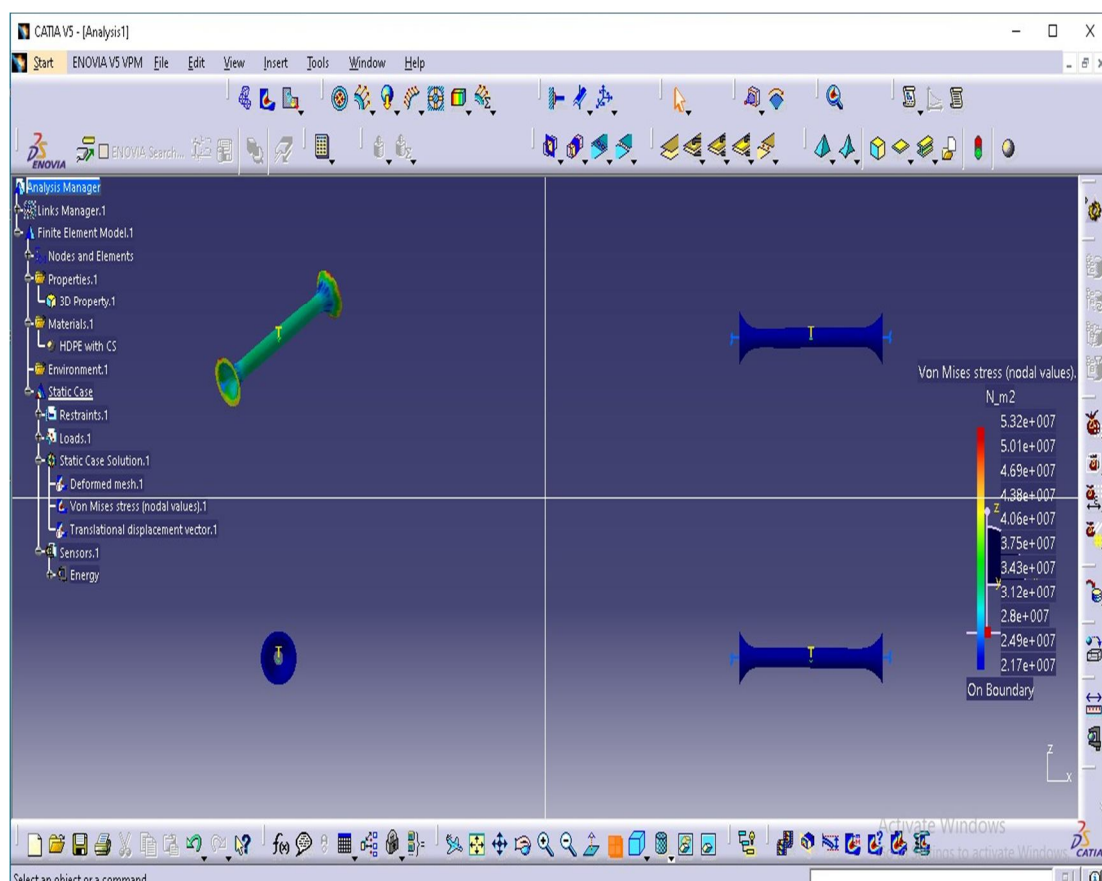 CATIA V5 - [Analysis1]
Start ENOVIA V5 VPM File Edit View Insert Tools Window Help
ENOVIA
ENOVIA Search...
Analysis Manager
Links Manager.1
Finite Element Model.1
Nodes and Elements
Properties.1
3D Property.1
Materials.1
HDPE with CS
Environment.1
Static Case
Restraints.1
Loads.1
Static Case Solution.1
Deformed mesh.1
Von Mises stress (nodal values).1
Translational displacement vector.1
Sensors.1
Energy
T
T
T
T
Von Mises stress (nodal values).
N_m2
5.32e+007
5.01e+007
4.69e+007
4.38e+007
4.06e+007
3.75e+007
3.43e+007
3.12e+007
2.8e+007
2.49e+007
2.17e+007
On Boundary
z
y
z
x
f(x)
Activate Windows
to activate Windows.
CATIA
Select an object or a command